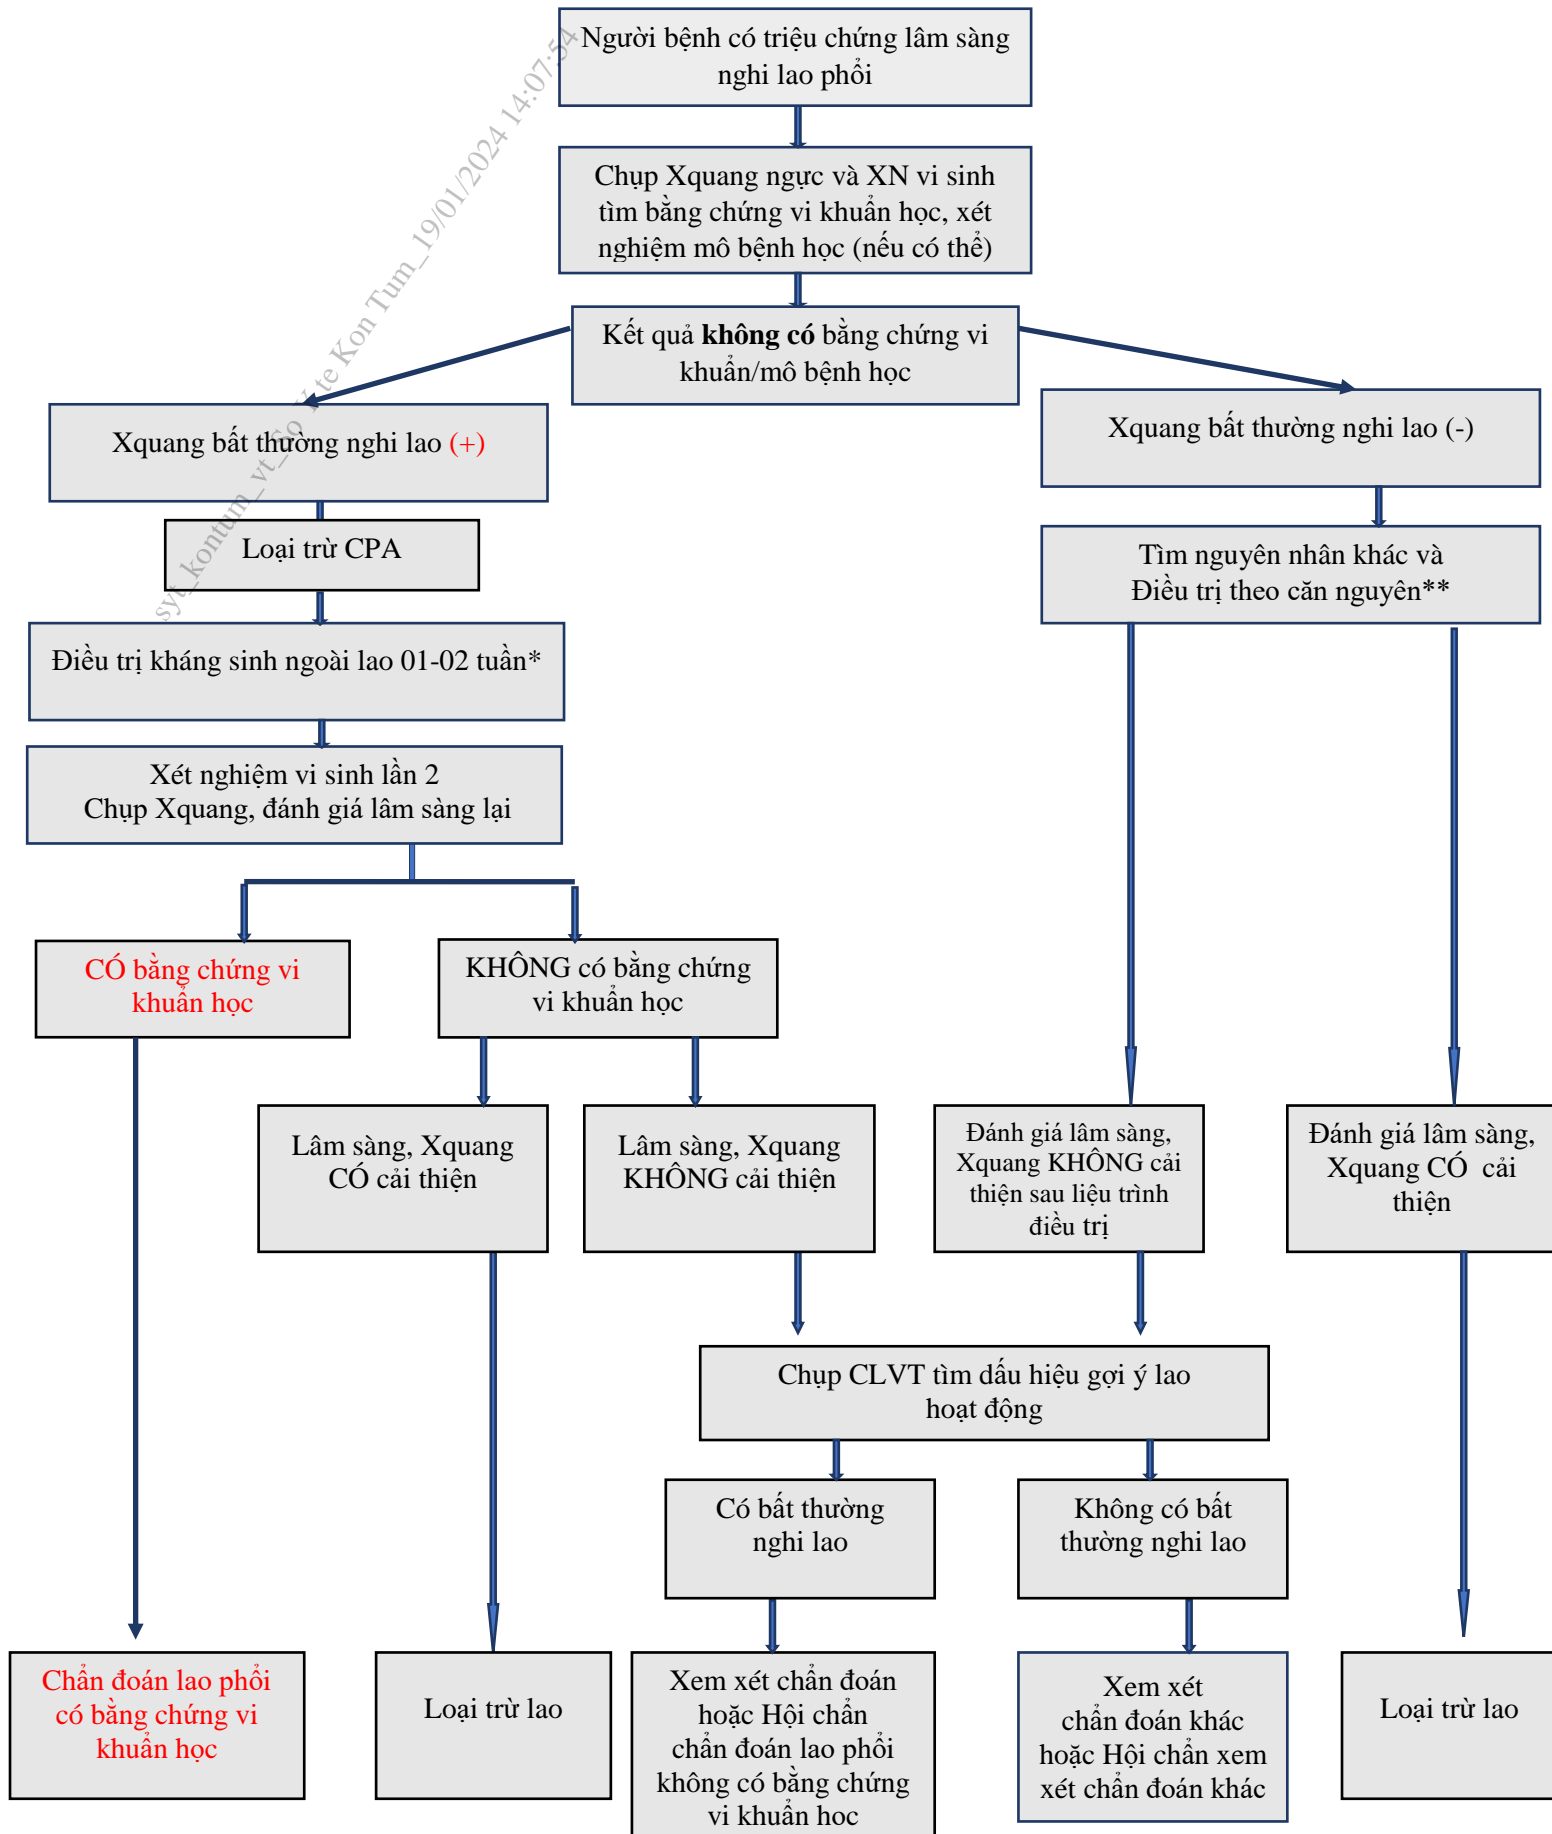 Người bệnh có triệu chứng lâm sàng
nghi lao phổi
Chụp Xquang ngực và XN vi sinh
tìm bằng chứng vi khuẩn học, xét
nghiệm mô bệnh học (nếu có thể)
Kết quả không có bằng chứng vi
khuẩn/mô bệnh học
Xquang bất thường nghi lao (+)
Xquang bất thường nghi lao (-)
Loại trừ CPA
Tìm nguyên nhân khác và
Điều trị theo căn nguyên**
Điều trị kháng sinh ngoài lao 01-02 tuần*
Xét nghiệm vi sinh lần 2
Chụp Xquang, đánh giá lâm sàng lại
CÓ bằng chứng vi
khuẩn học
KHÔNG có bằng chứng
vi khuẩn học
Lâm sàng, Xquang
CÓ cải thiện
Lâm sàng, Xquang
KHÔNG cải thiện
Đánh giá lâm sàng,
Xquang KHÔNG cải
thiện sau liệu trình
điều trị
Đánh giá lâm sàng,
Xquang CÓ  cải
thiện
Chụp CLVT tìm dấu hiệu gợi ý lao
hoạt động
Có bất thường
nghi lao
Không có bất
thường nghi lao
Chẩn đoán lao phổi
có bằng chứng vi
khuẩn học
Loại trừ lao
Xem xét chẩn đoán
hoặc Hội chẩn
chẩn đoán lao phổi
không có bằng chứng
vi khuẩn hoc
Xem xét
chẩn đoán khác
hoặc Hội chẩn xem
xét chẩn đoán khác
Loại trừ lao
syt_kontum_vt_So Y te Kon Tum_19/01/2024 14:07:54